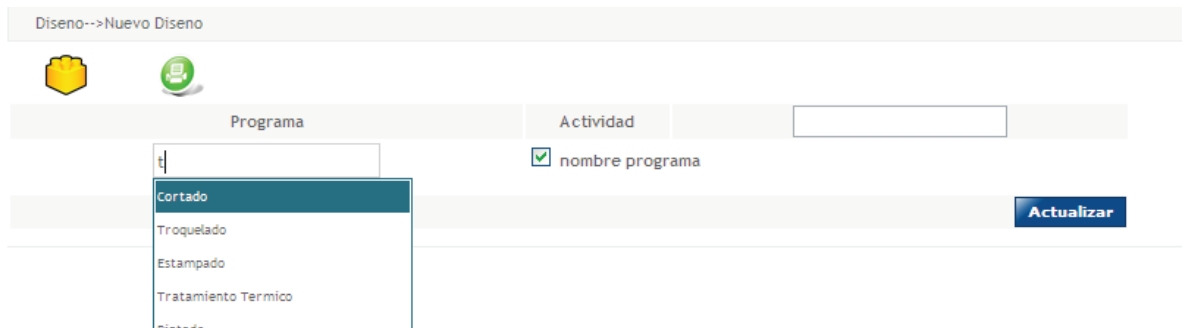 Diseno-->Nuevo Diseno
Programa Actividad
t nombre programa
Cortado
Actualizar
Troquelado
Estampado
Tratamiento Termico